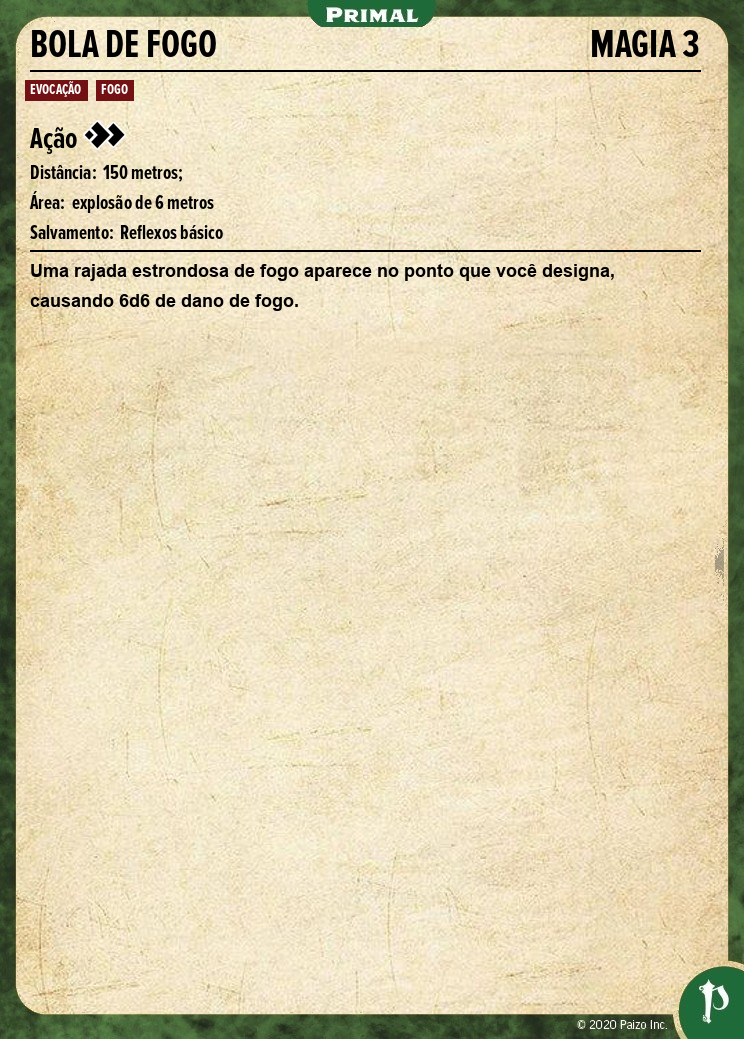 PRIMAL
BOLA DE FOGO MAGIA 3
EVOCAÇÃO FOGO
Ação
Distância: 150 metros;
Área: explosão de 6 metros
Salvamento: Reflexos básico
Uma rajada estrondosa de fogo aparece no ponto que você designa,
causando 6d6 de dano de fogo.
© 2020 Paizo Inc.